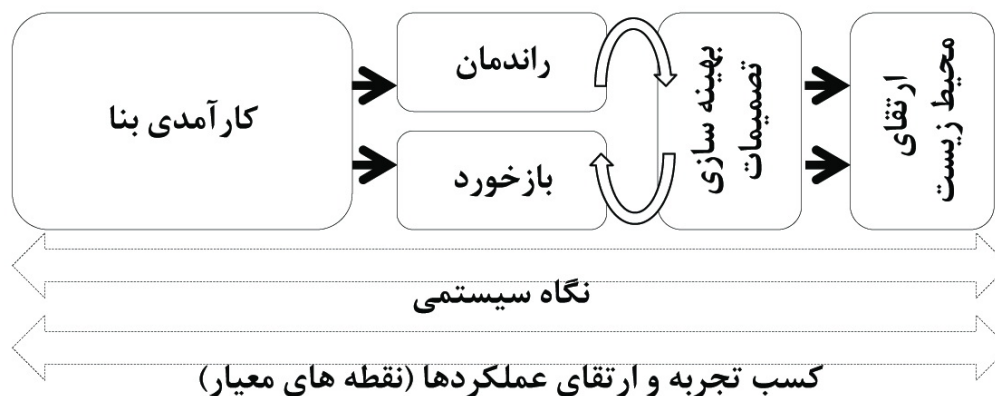 کارآمدی بنا
راندمان
بازخورد
بهینه سازی
تصمیمات
ارتقای
محیط زیست
نگاه سیستمی
کسب تجربه و ارتقای عملکردها (نقطه های معیار)